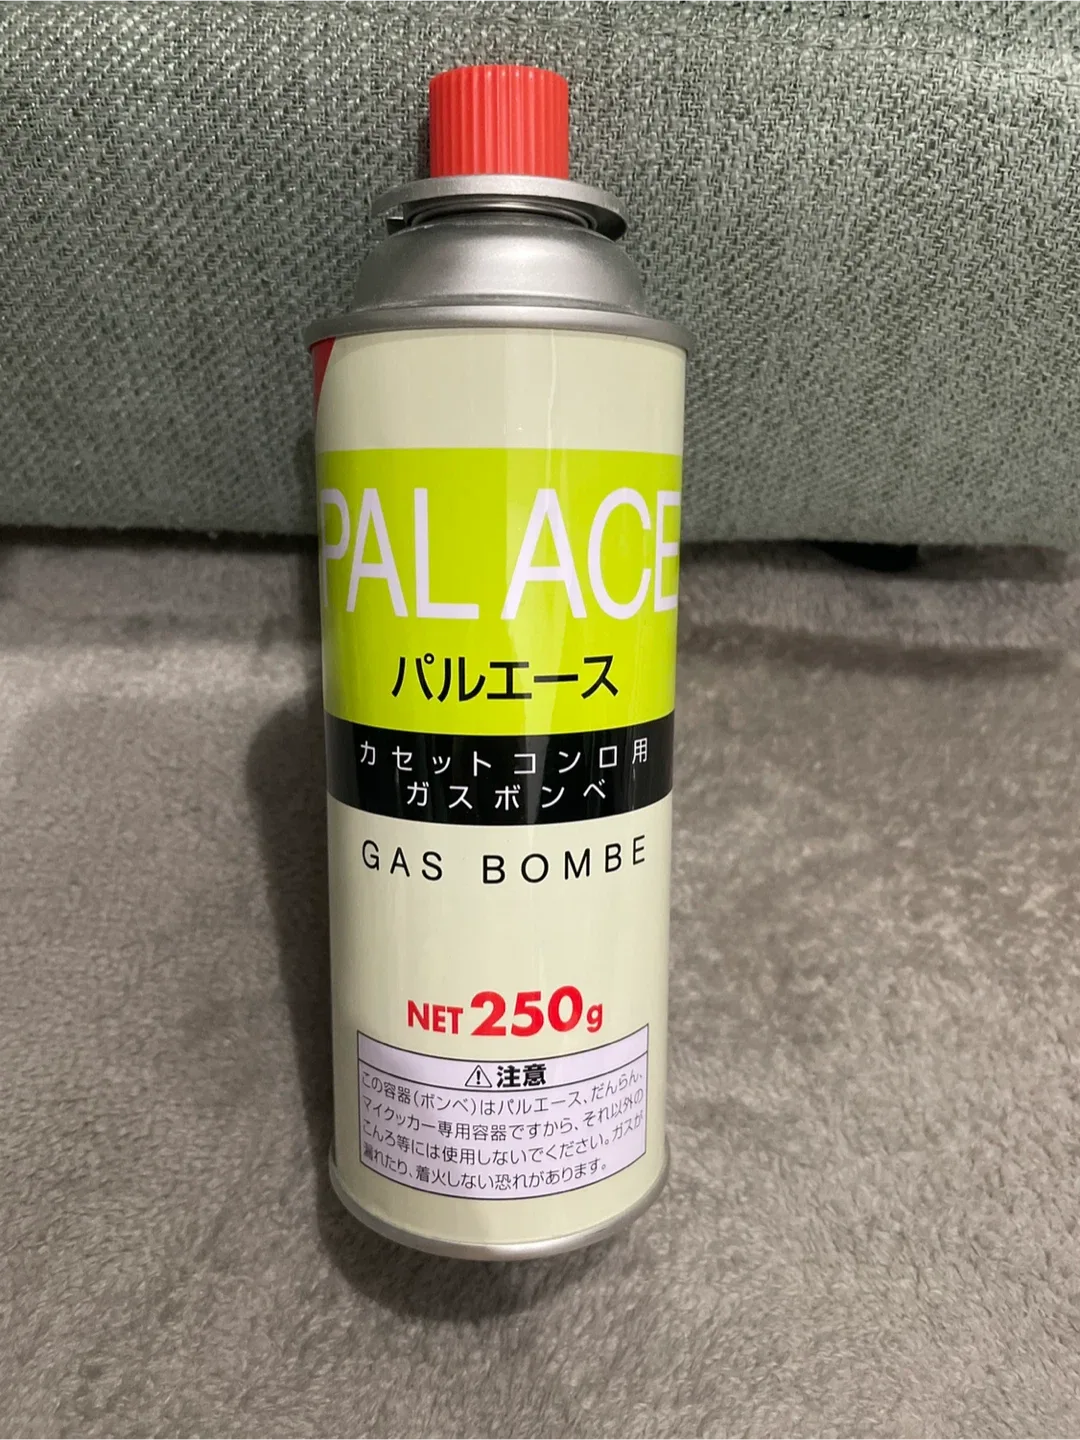 PAL ACE
パルエース
カセットコンロ用
ガスボンベ
GAS BOMBE
NET 250g
⚠注意
この容器(ボンベ)はパルエース、だんらん、
マイクッカー専用容器ですから、それ以外の
こんろ等には使用しないでください。ガスが
漏れたり、着火しない恐れがあります。